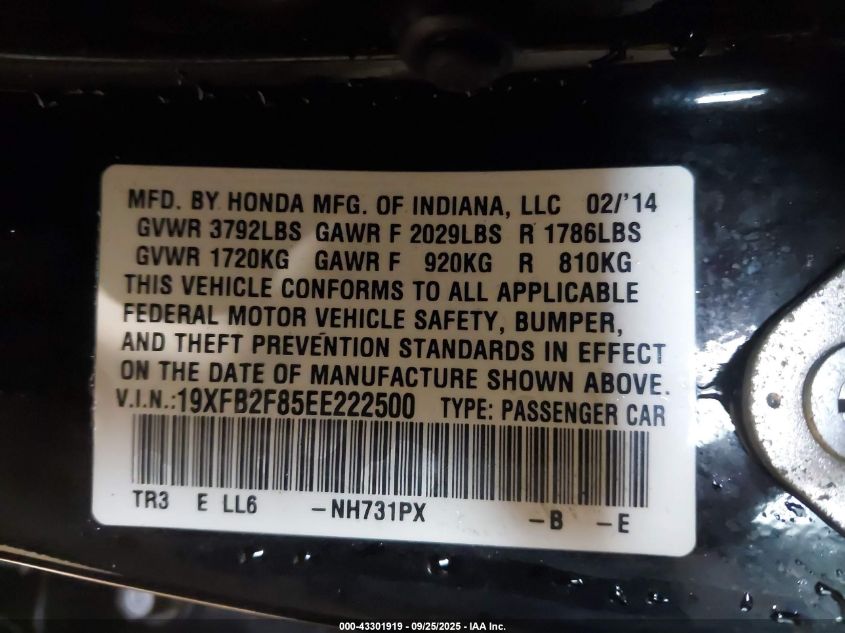 MFD. BY HONDA MFG. OF INDIANA, LLC 02/'14
GVWR 3792LBS GAWR F 2029LBS R 1786LBS
GVWR 1720KG GAWR F 920KG R 810KG
THIS VEHICLE CONFORMS TO ALL APPLICABLE
FEDERAL MOTOR VEHICLE SAFETY, BUMPER,
AND THEFT PREVENTION STANDARDS IN EFFECT
ON THE DATE OF MANUFACTURE SHOWN ABOVE.
V.I.N.:19XFB2F85EE222500 TYPE: PASSENGER CAR
TR3 E LL6 -NH731PX -B -E
000-43301919 - 09/25/2025 - IAA Inc.